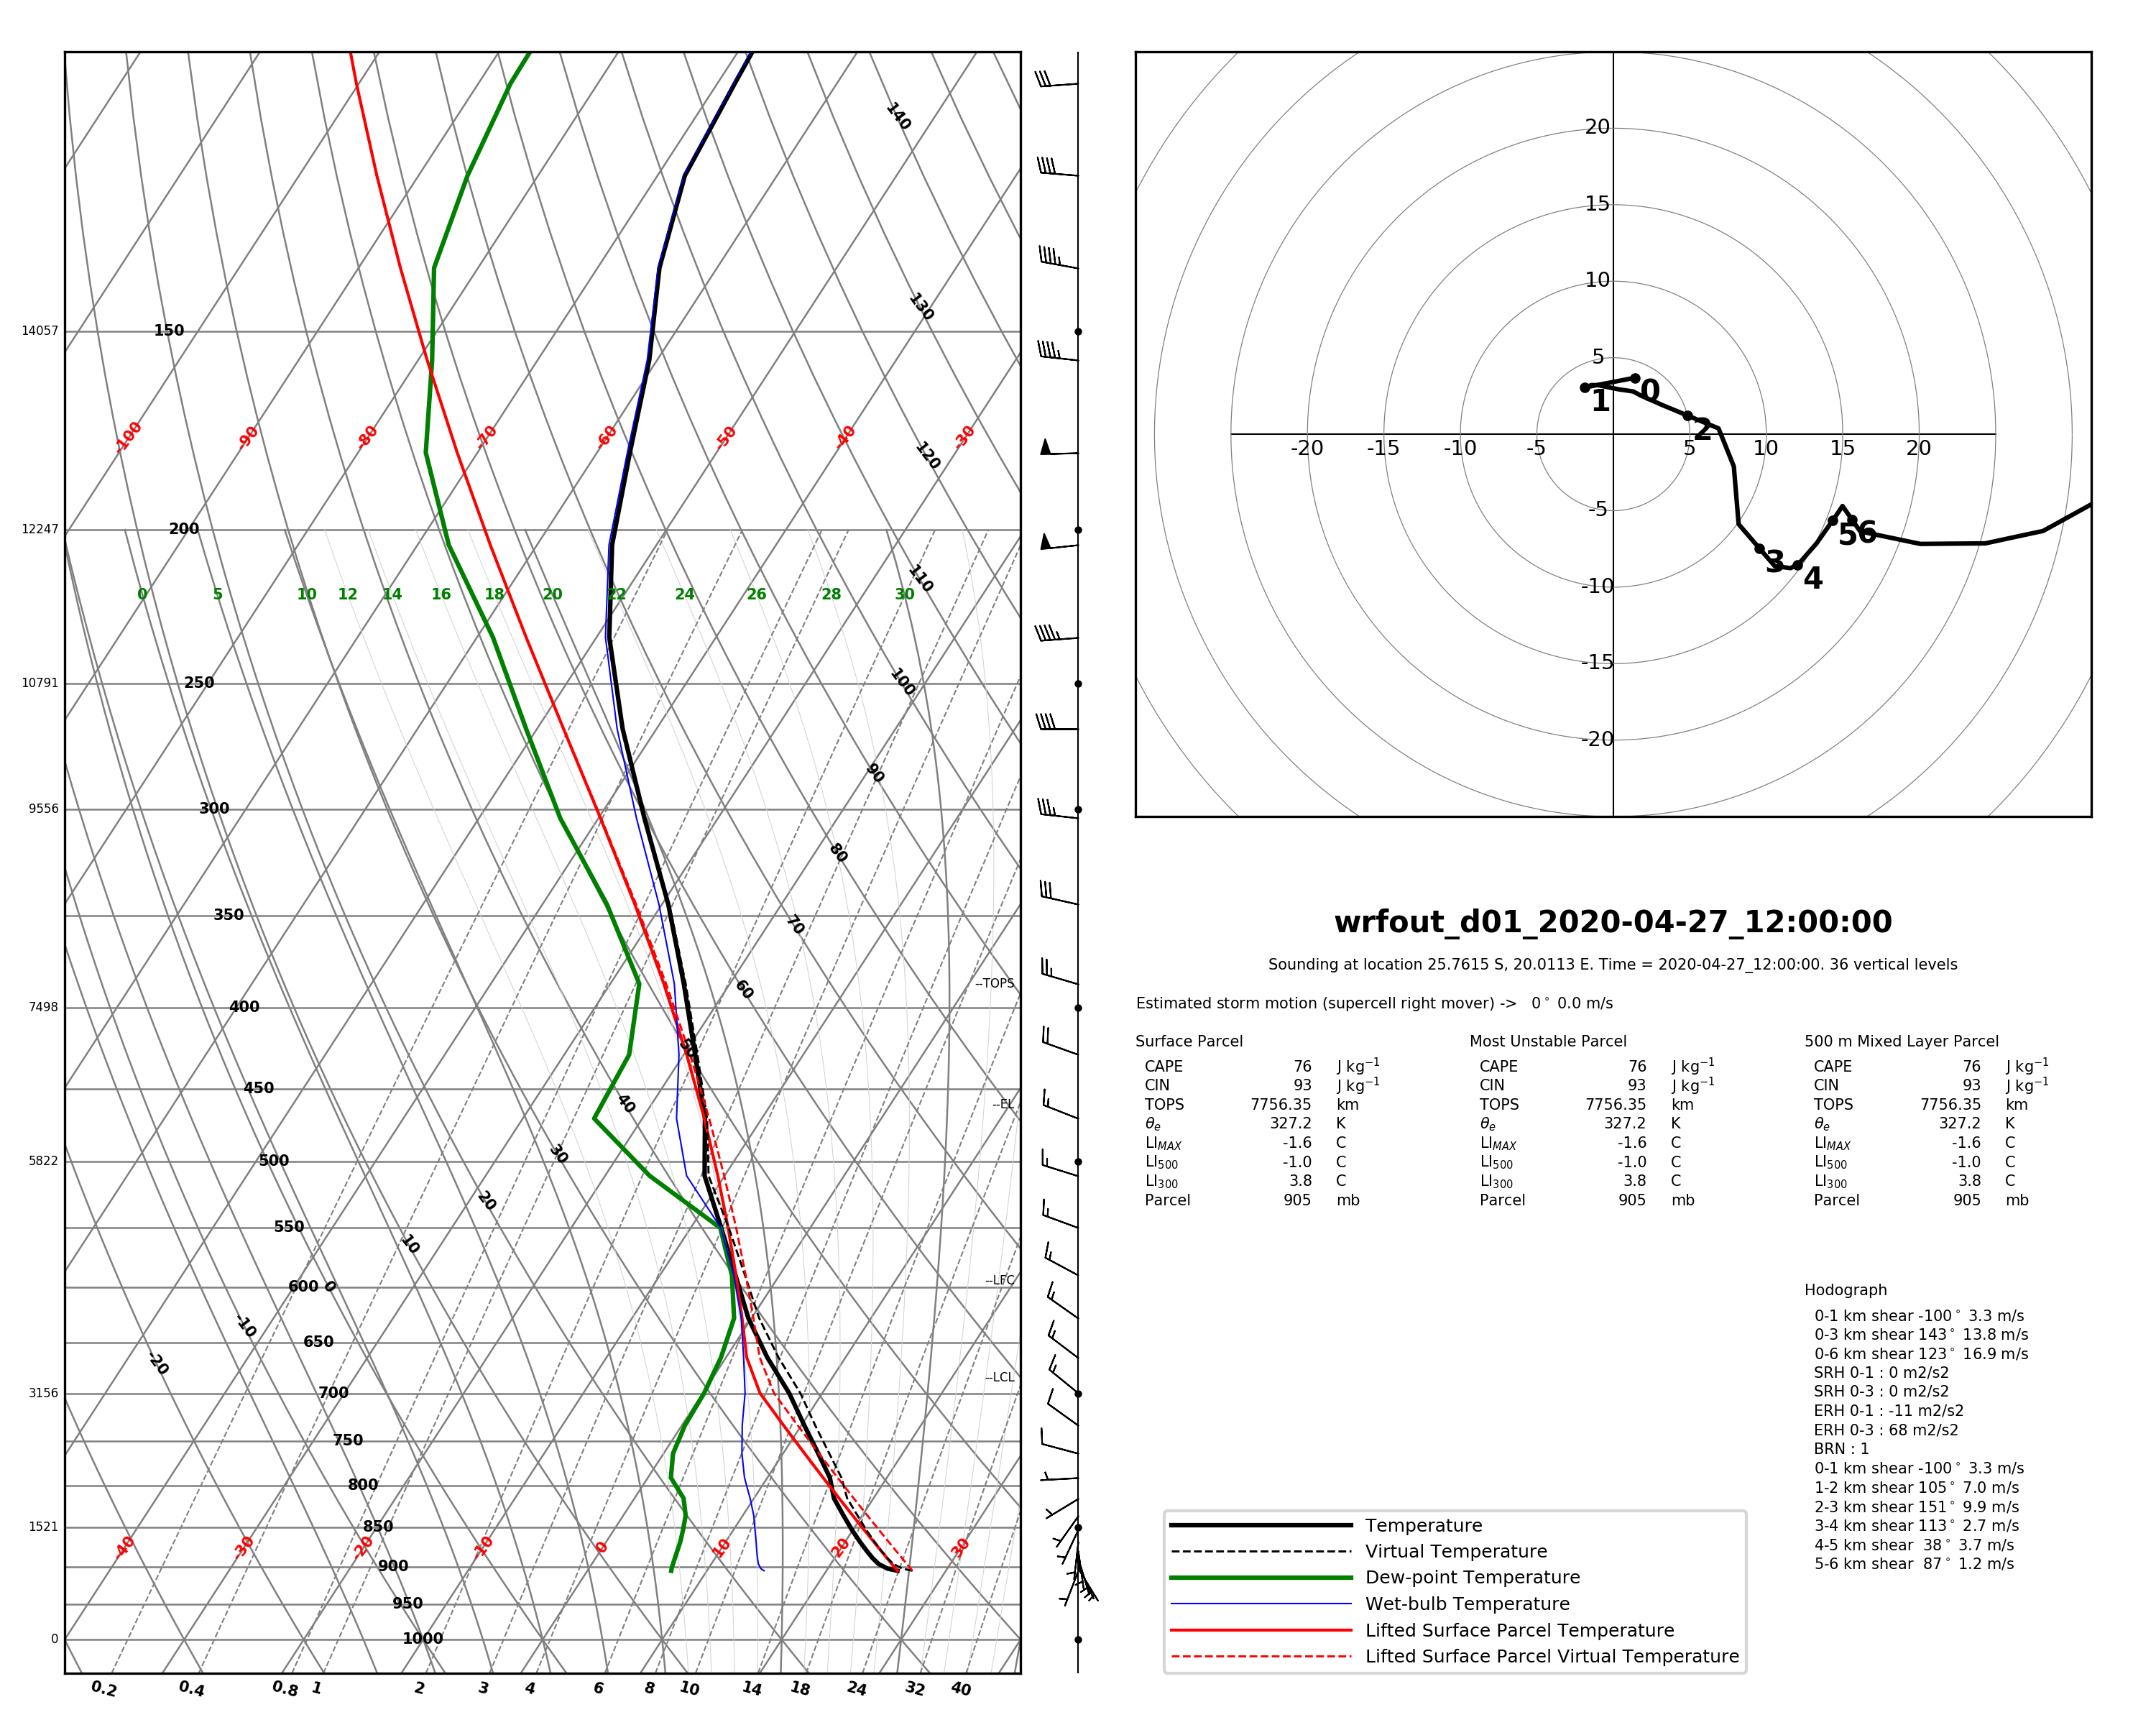 140
20
15
130
10
14057 150
5
0
1
-100 -90 -80 -70 -60 -50 -40 -30
120
2
-20 -15 -10 -5 5 10 15 20
-5
12247 200
5 6
3
4
110
0 5 10 12 14 16 18 20 22 24 26 28 30
-10
-15
10791 250
100
-20
90
9556 300
80
350
70
wrfout_d01_2020-04-27_12:00:00
Sounding at location 25.7615 S, 20.0113 E. Time = 2020-04-27_12:00:00. 36 vertical levels
--TOPS
60
7498 400
Estimated storm motion (supercell right mover) -> 0° 0.0 m/s
Surface Parcel Most Unstable Parcel 500 m Mixed Layer Parcel
50
CAPE 76 J kg⁻¹ CAPE 76 J kg⁻¹ CAPE 76 J kg⁻¹
450
CIN 93 J kg⁻¹ CIN 93 J kg⁻¹ CIN 93 J kg⁻¹
40
--EL
TOPS 7756.35 km TOPS 7756.35 km TOPS 7756.35 km
θe 327.2 K θe 327.2 K θe 327.2 K
LIMAX -1.6 C LIMAX -1.6 C LIMAX -1.6 C
30
5822 500
LI500 -1.0 C LI500 -1.0 C LI500 -1.0 C
LI300 3.8 C LI300 3.8 C LI300 3.8 C
Parcel 905 mb Parcel 905 mb Parcel 905 mb
20
550
10
--LFC
600 0
Hodograph
0-1 km shear -100° 3.3 m/s
-10
0-3 km shear 143° 13.8 m/s
650
0-6 km shear 123° 16.9 m/s
-20
SRH 0-1 : 0 m2/s2
--LCL
SRH 0-3 : 0 m2/s2
3156 700
ERH 0-1 : -11 m2/s2
ERH 0-3 : 68 m2/s2
750
BRN : 1
0-1 km shear -100° 3.3 m/s
800
1-2 km shear 105° 7.0 m/s
2-3 km shear 151° 9.9 m/s
1521 850
3-4 km shear 113° 2.7 m/s
4-5 km shear 38° 3.7 m/s
5-6 km shear 87° 1.2 m/s
-40 -30 -20 -10 0 10 20 30
900
950
0 1000
Temperature
Virtual Temperature
Dew-point Temperature
Wet-bulb Temperature
Lifted Surface Parcel Temperature
Lifted Surface Parcel Virtual Temperature
0.2 0.4 0.8 1 2 3 4 6 8 10 14 18 24 32 40